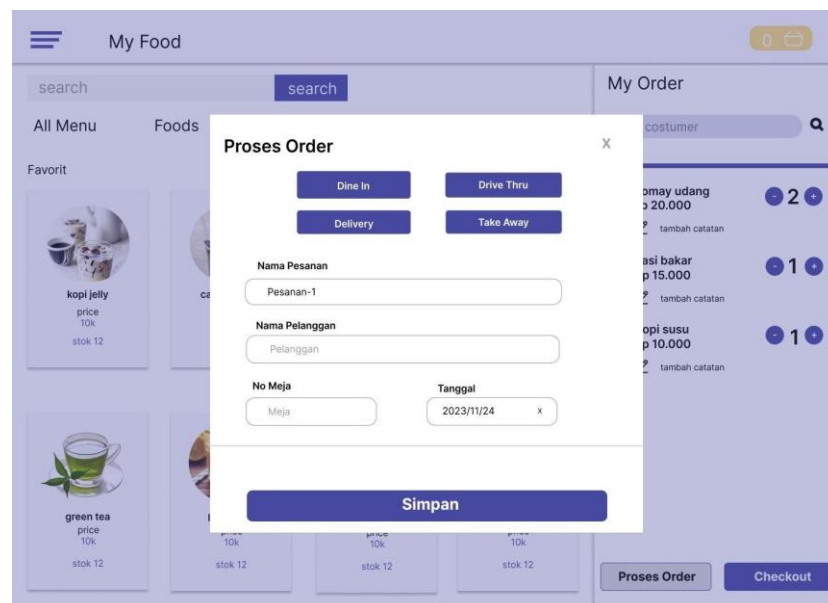 My Food
0
search
search
My Order
All Menu
Foods
costumer
Favorit
kopi jelly
price
10k
stok 12
green tea
price
10k
stok 12
10k
stok 12
price
10k
stok 12
10k
stok 12
Proses Order
X
Dine In
Drive Thru
Delivery
Take Away
Nama Pesanan
Pesanan-1
Nama Pelanggan
Pelanggan
No Meja
Tanggal
Meja
2023/11/24
x
Simpan
omay udang
20.000
- 2 +
tambah catatan
asi bakar
p 15.000
- 1 +
tambah catatan
opi susu
p 10.000
- 1 +
tambah catatan
Proses Order
Checkout